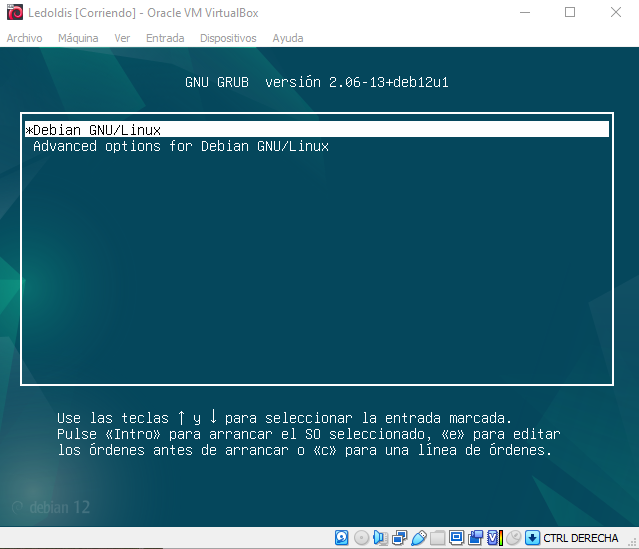 Ledoldis [Corriendo] - Oracle VM VirtualBox
Archivo Máquina Ver Entrada Dispositivos Ayuda
GNU GRUB versión 2.06-13+deb12u1
*Debian GNU/Linux
Advanced options for Debian GNU/Linux
Use las teclas ↑ y ↓ para seleccionar la entrada marcada.
Pulse «Intro» para arrancar el SO seleccionado, «e» para editar
los órdenes antes de arrancar o «c» para una línea de órdenes.
debian 12
CTRL DERECHA